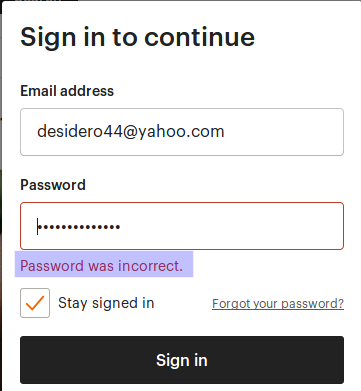 Sign in to continue
Email address
desidero44@yahoo.com
Password
••••••••••••••
Password was incorrect.
Stay signed in
Forgot your password?
Sign in